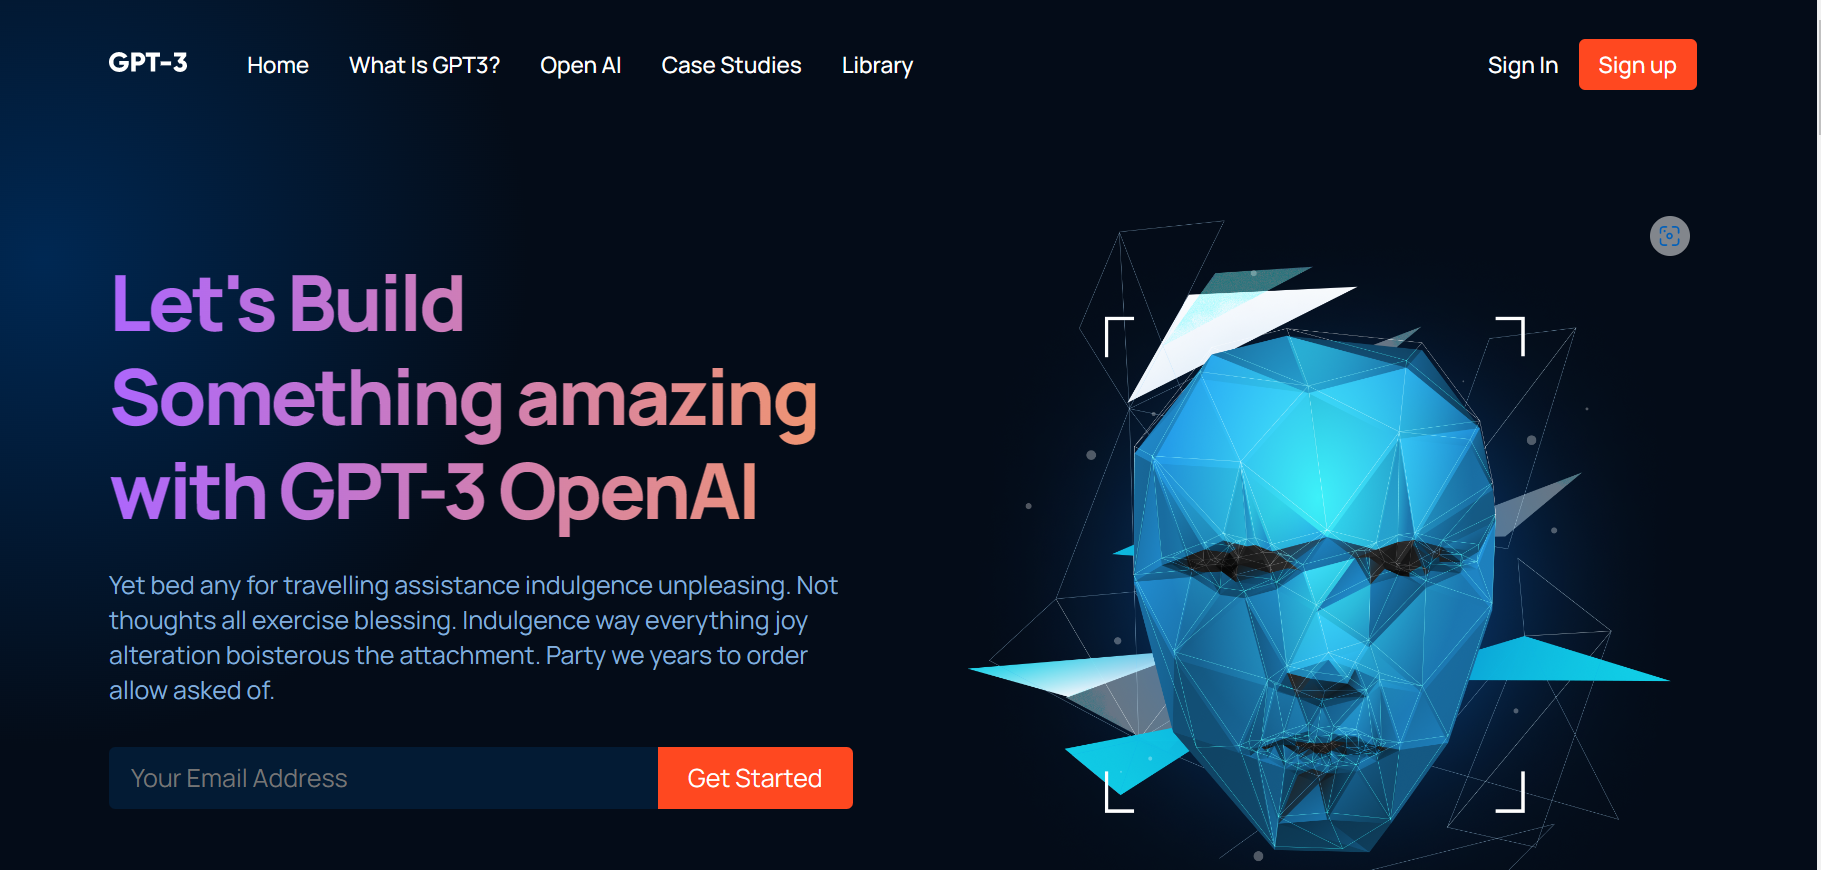 GPT-3
Home
What Is GPT3?
Open AI
Case Studies
Library
Sign In
Sign up
Let's Build
Something amazing
with GPT-3 OpenAI
Yet bed any for travelling assistance indulgence unpleasing. Not
thoughts all exercise blessing. Indulgence way everything joy
alteration boisterous the attachment. Party we years to order
allow asked of.
Your Email Address
Get Started